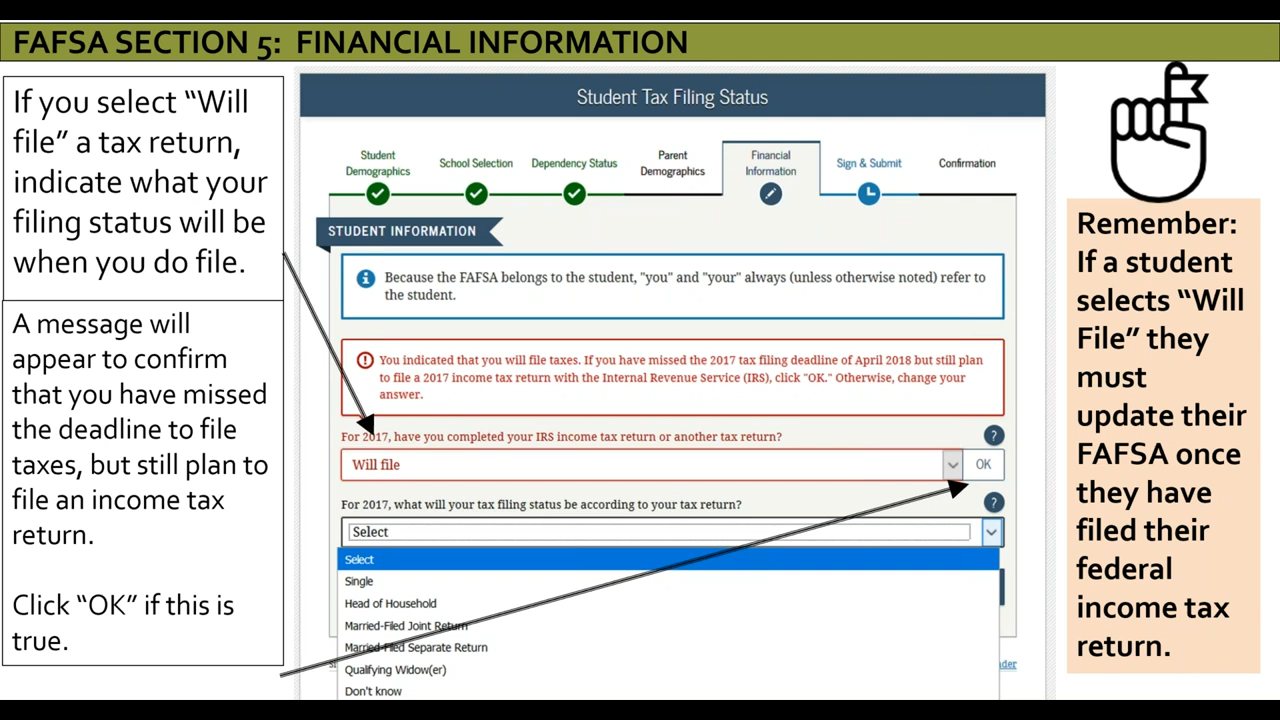 FAFSA SECTION 5: FINANCIAL INFORMATION
If you select “Will
file” a tax return,
indicate what your
filing status will be
when you do file.
A message will
appear to confirm
that you have missed
the deadline to file
taxes, but still plan to
file an income tax
return.
Click “OK” if this is
true.
Student Tax Filing Status
Student
Demographics
School Selection
Dependency Status
Parent
Demographics
Financial
Information
Sign & Submit
Confirmation
STUDENT INFORMATION
Because the FAFSA belongs to the student, "you" and "your" always (unless otherwise noted) refer to
the student.
You indicated that you will file taxes. If you have missed the 2017 tax filing deadline of April 2018 but still plan
to file a 2017 income tax return with the Internal Revenue Service (IRS), click "OK." Otherwise, change your
answer.
For 2017, have you completed your IRS income tax return or another tax return?
?
Will file
OK
For 2017, what will your tax filing status be according to your tax return?
?
Select
Select
Single
Head of Household
Married-Filed Joint Return
Married-Filed Separate Return
Qualifying Widow(er)
Don't know
Remember:
If a student
selects “Will
File” they
must
update their
FAFSA once
they have
filed their
federal
income tax
return.